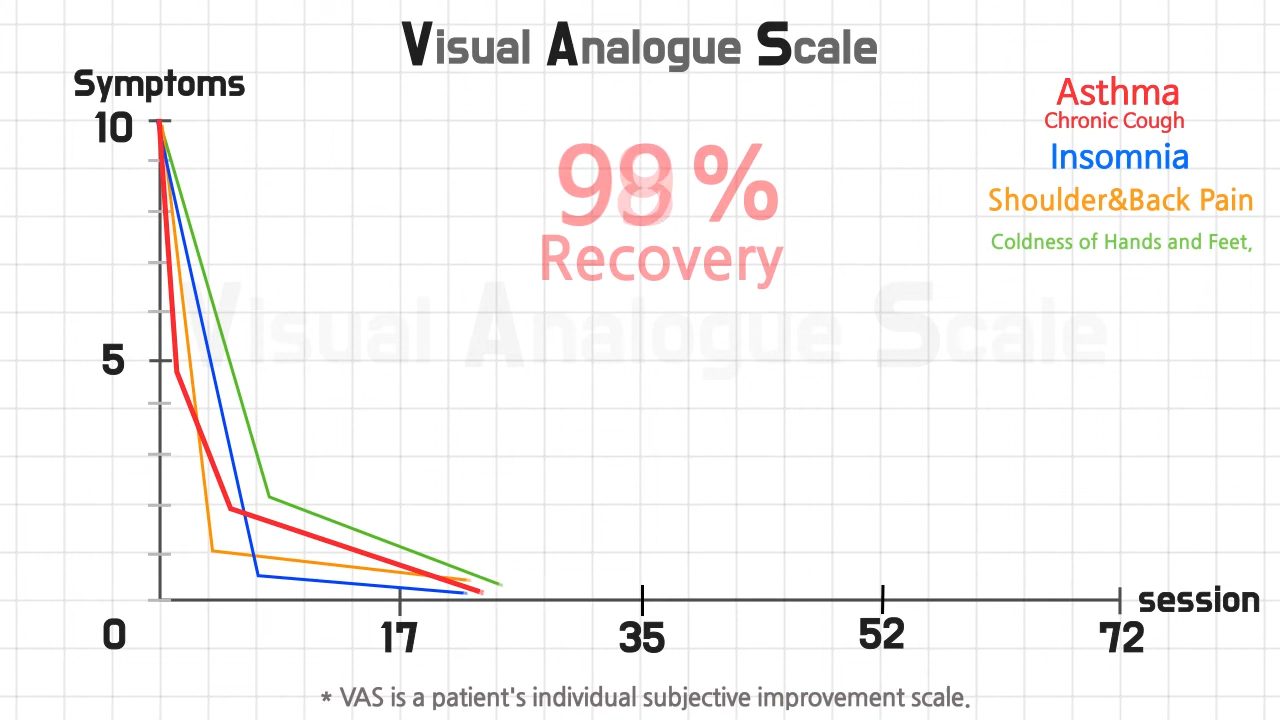 Visual Analogue Scale
Symptoms
10
5
0
98%
Recovery
Asthma
Chronic Cough
Insomnia
Shoulder&Back Pain
Coldness of Hands and Feet,
Visual Analogue Scale
session
17
35
52
72
* VAS is a patient's individual subjective improvement scale.